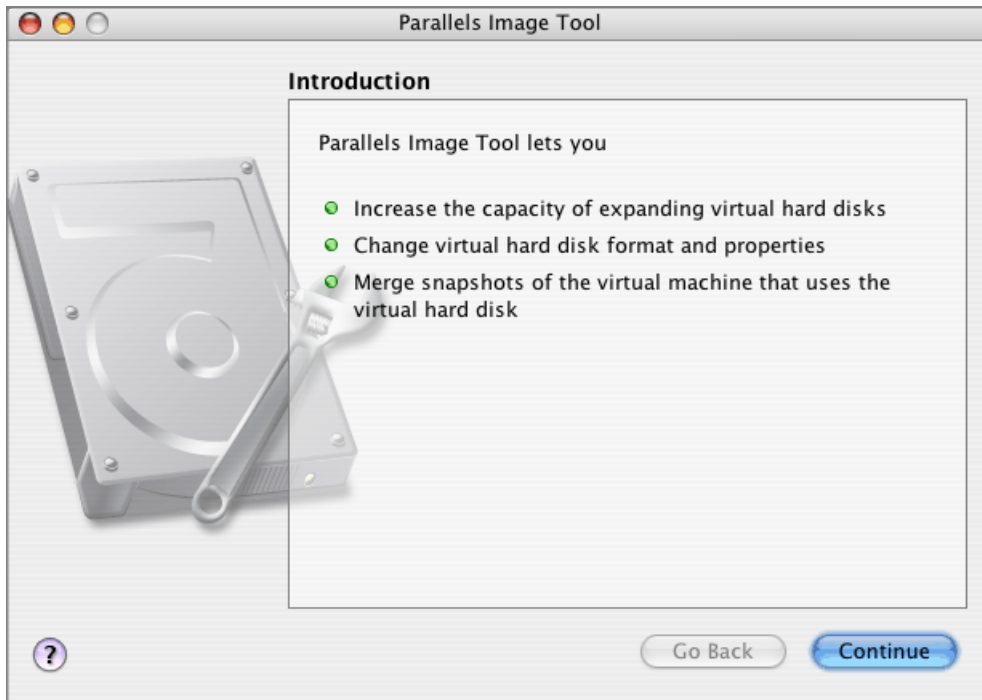 Parallels Image Tool
Introduction
Parallels Image Tool lets you
Increase the capacity of expanding virtual hard disks
Change virtual hard disk format and properties
Merge snapshots of the virtual machine that uses the
virtual hard disk
?
Go Back
Continue